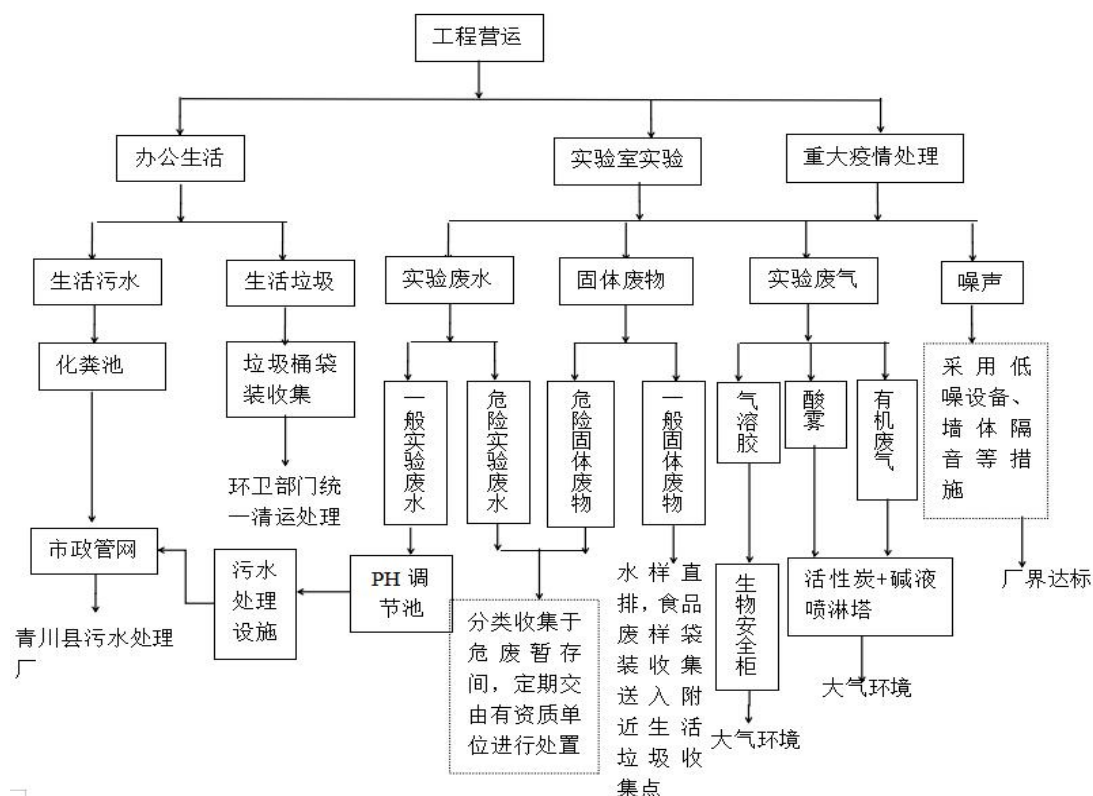 工程营运
办公生活
实验室实验
重大疫情处理
生活污水
生活垃圾
实验废水
固体废物
实验废气
噪声
化粪池
垃圾桶袋
装收集
一般实验废水
危险实验废水
危险固体废物
一般固体废物
气溶胶
酸雾
有机废气
采用低
噪设备、
墙体隔
音等措
施
环卫部门统
一清运处理
市政管网
污水
处理
设施
PH 调
节池
水样直
排，食品
废样袋
装收集
送入附
近生活
垃圾收
集点
生物安全柜
活性炭+碱液
喷淋塔
厂界达标
青川县污水处理
厂
分类收集于
危废暂存
间，定期交
由有资质单
位进行处置
大气环境
大气环境